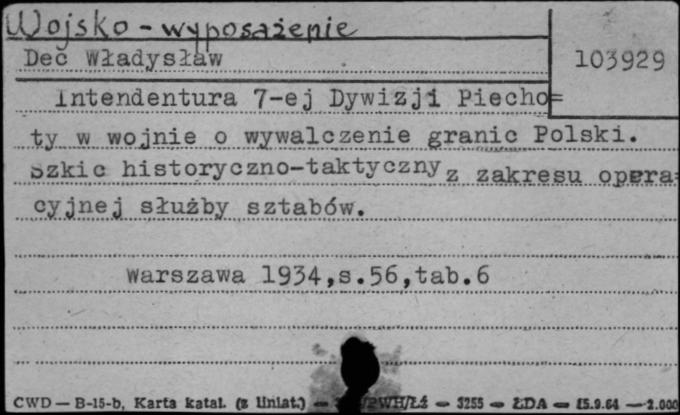 Wojsko - wyposażenie
Dec Władysław
103929
Intendentura 7-ej Dywizji Piecho=
ty w wojnie o wywalczenie granic Polski.
Szkic historyczno-taktyczny z zakresu opera=
cyjnej służby sztabów.
Warszawa 1934,s.56,tab.6
CWD — B-15-b, Karta katal. (z liniat.) — PWH/Łż — 3255 — ŁDA — 15.9.64 — 2.000